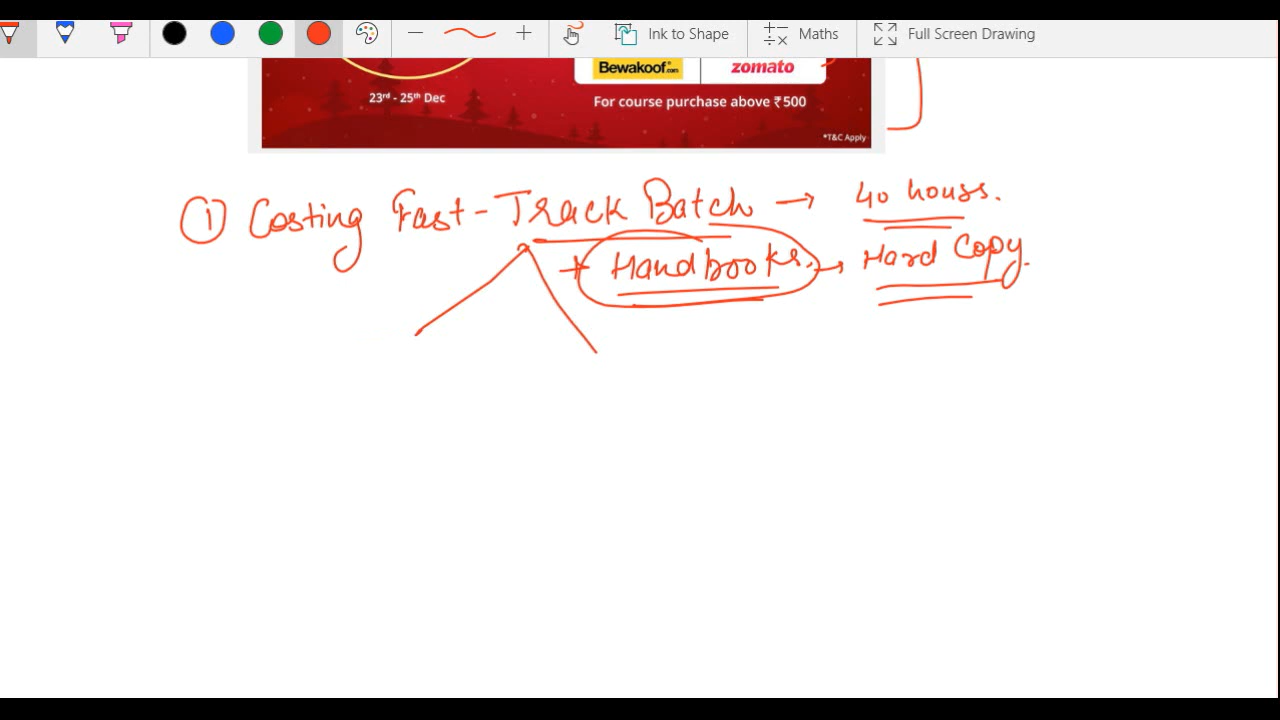 Ink to Shape
Maths
Full Screen Drawing
Bewakoof.com
zomato
23rd - 25th Dec
For course purchase above ₹500
*T&C Apply
① Costing Fast-Track Batch → 40 hours.
+ Handbooks. → Hard Copy.